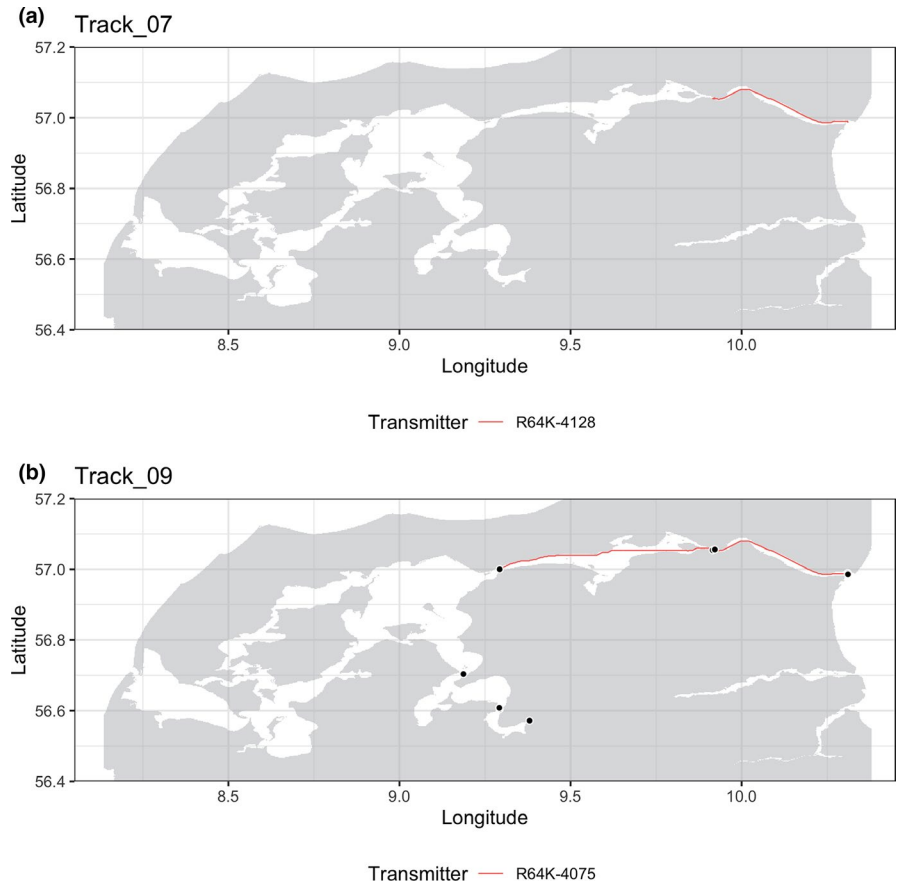 (a)
Track_07
57.2
57.0
56.8
56.6
56.4
Latitude
8.5 9.0 9.5 10.0
Longitude
Transmitter R64K-4128
(b)
Track_09
57.2
57.0
56.8
56.6
56.4
Latitude
8.5 9.0 9.5 10.0
Longitude
Transmitter R64K-4075